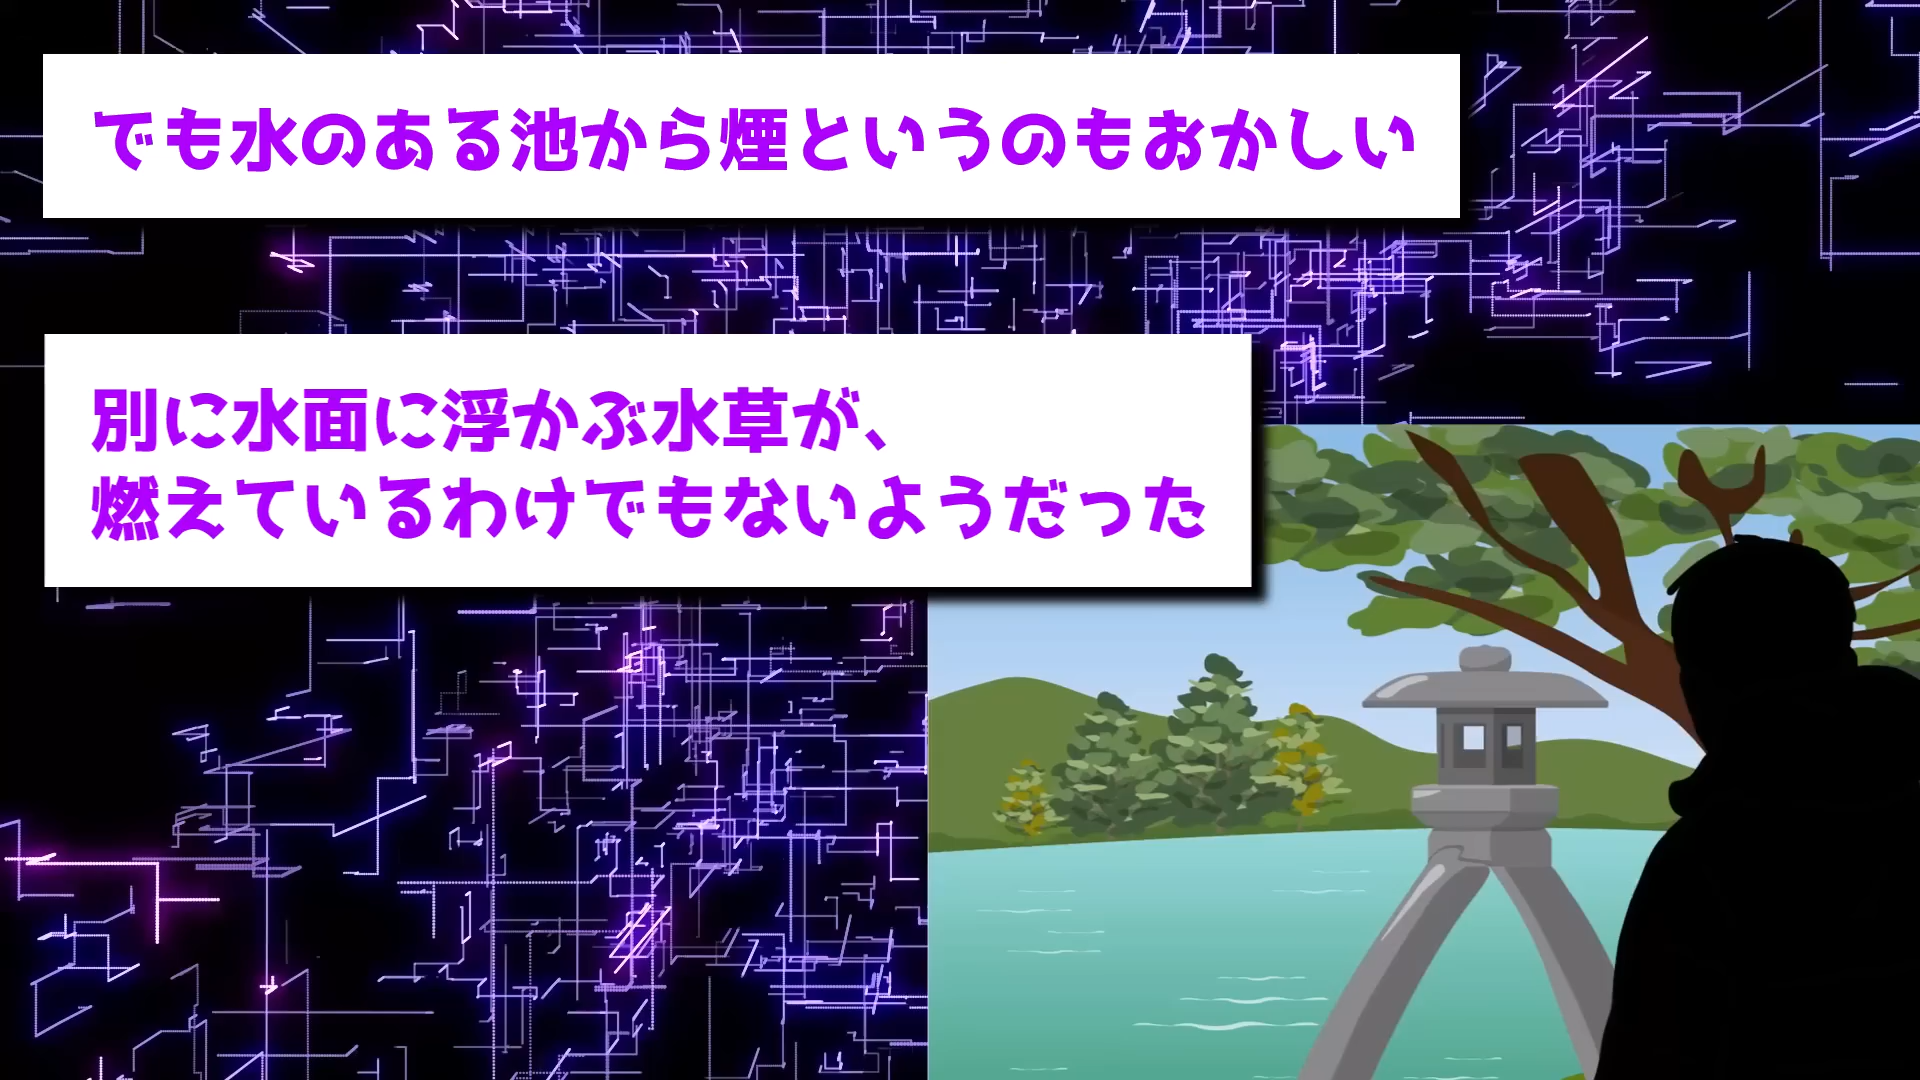 でも水のある池から煙というのもおかしい
別に水面に浮かぶ水草が、
燃えているわけでもないようだった